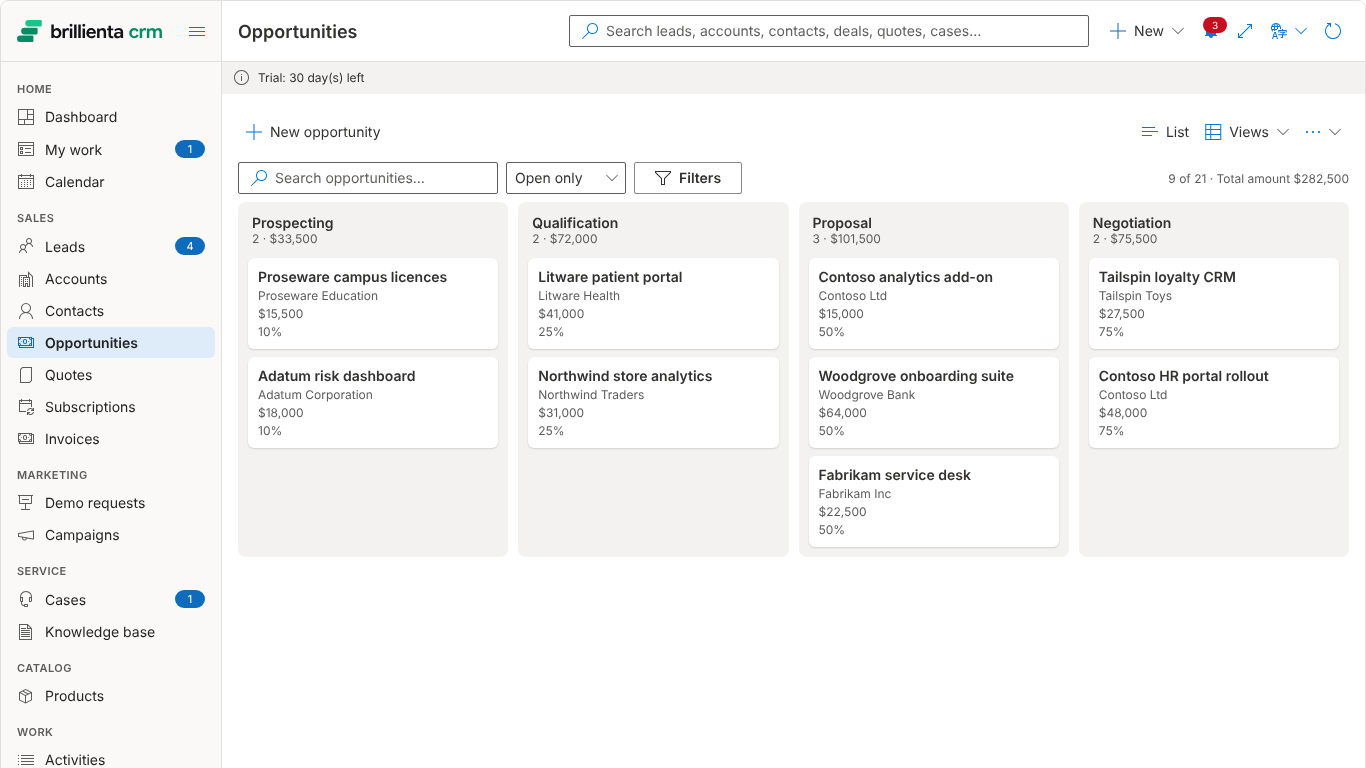 brillienta crm
Opportunities
Search leads, accounts, contacts, deals, quotes, cases...
New
3
Trial: 30 day(s) left
HOME
Dashboard
My work 1
Calendar
SALES
Leads 4
Accounts
Contacts
Opportunities
Quotes
Subscriptions
Invoices
MARKETING
Demo requests
Campaigns
SERVICE
Cases 1
Knowledge base
CATALOG
Products
WORK
Activities
New opportunity
List
Views
Search opportunities...
Open only
Filters
9 of 21 · Total amount $282,500
Prospecting
2 · $33,500
Proseware campus licences
Proseware Education
$15,500
10%
Adatum risk dashboard
Adatum Corporation
$18,000
10%
Qualification
2 · $72,000
Litware patient portal
Litware Health
$41,000
25%
Northwind store analytics
Northwind Traders
$31,000
25%
Proposal
3 · $101,500
Contoso analytics add-on
Contoso Ltd
$15,000
50%
Woodgrove onboarding suite
Woodgrove Bank
$64,000
50%
Fabrikam service desk
Fabrikam Inc
$22,500
50%
Negotiation
2 · $75,500
Tailspin loyalty CRM
Tailspin Toys
$27,500
75%
Contoso HR portal rollout
Contoso Ltd
$48,000
75%